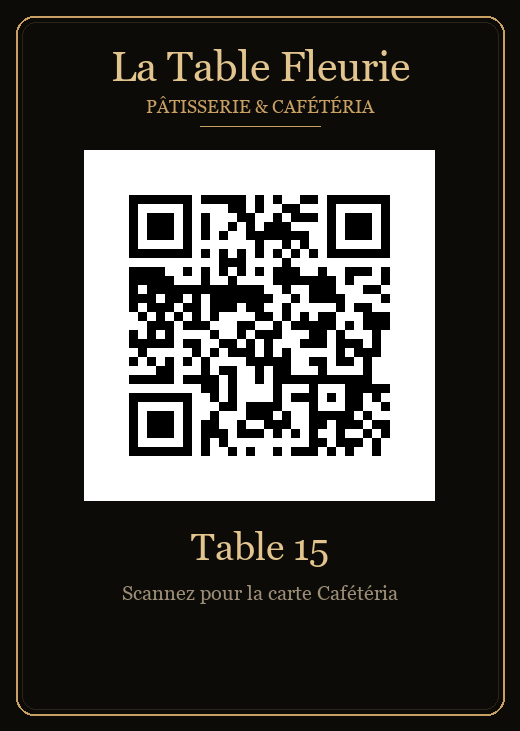 La Table Fleurie
PÂTISSERIE & CAFÉTÉRIA
Table 15
Scannez pour la carte Cafétéria